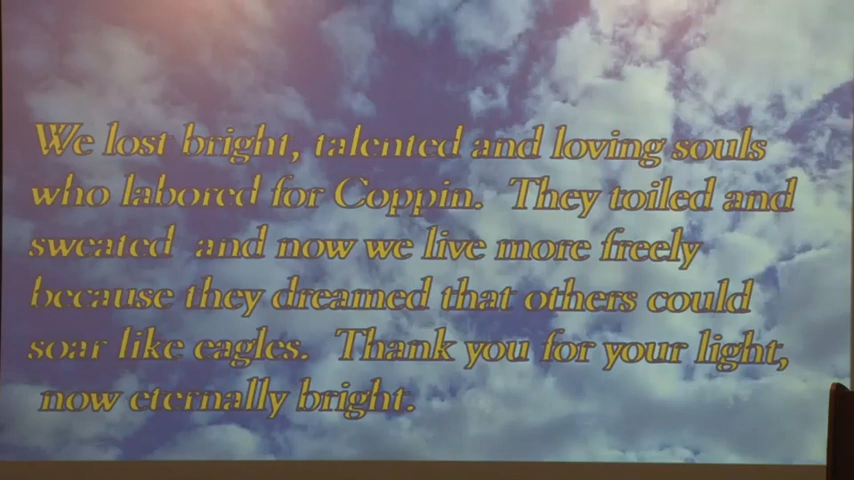 We lost bright, talented and loving souls
who labored for Coppin. They toiled and
sweated and now we live more freely
because they dreamed that others could
soar like eagles. Thank you for your light,
now eternally bright.